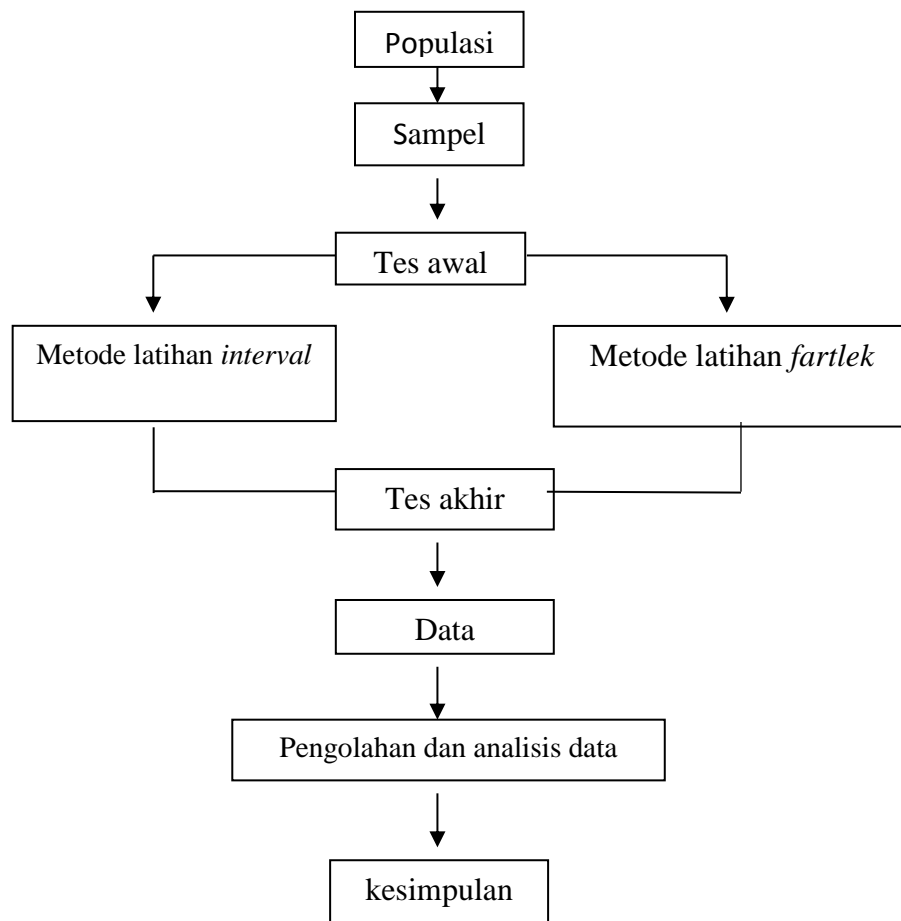 Populasi
Sampel
Tes awal
Metode latihan interval
Metode latihan fartlek
Tes akhir
Data
Pengolahan dan analisis data
kesimpulan